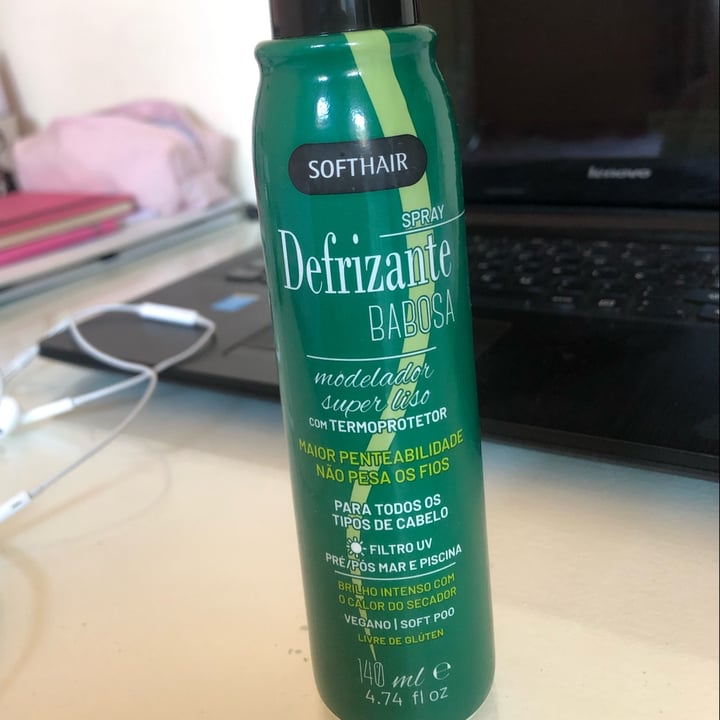 SOFTHAIR
SPRAY
Defrizante
BABOSA
modelador
super liso
COM TERMOPROTETOR
MAIOR PENTEABILIDADE
NÃO PESA OS FIOS
PARA TODOS OS
TIPOS DE CABELO
FILTRO UV
PRÉ/PÓS MAR E PISCINA
BRILHO INTENSO COM
O CALOR DO SECADOR
VEGANO | SOFT POO
LIVRE DE GLÚTEN
140 ml e
4.74 fl oz
lenovo